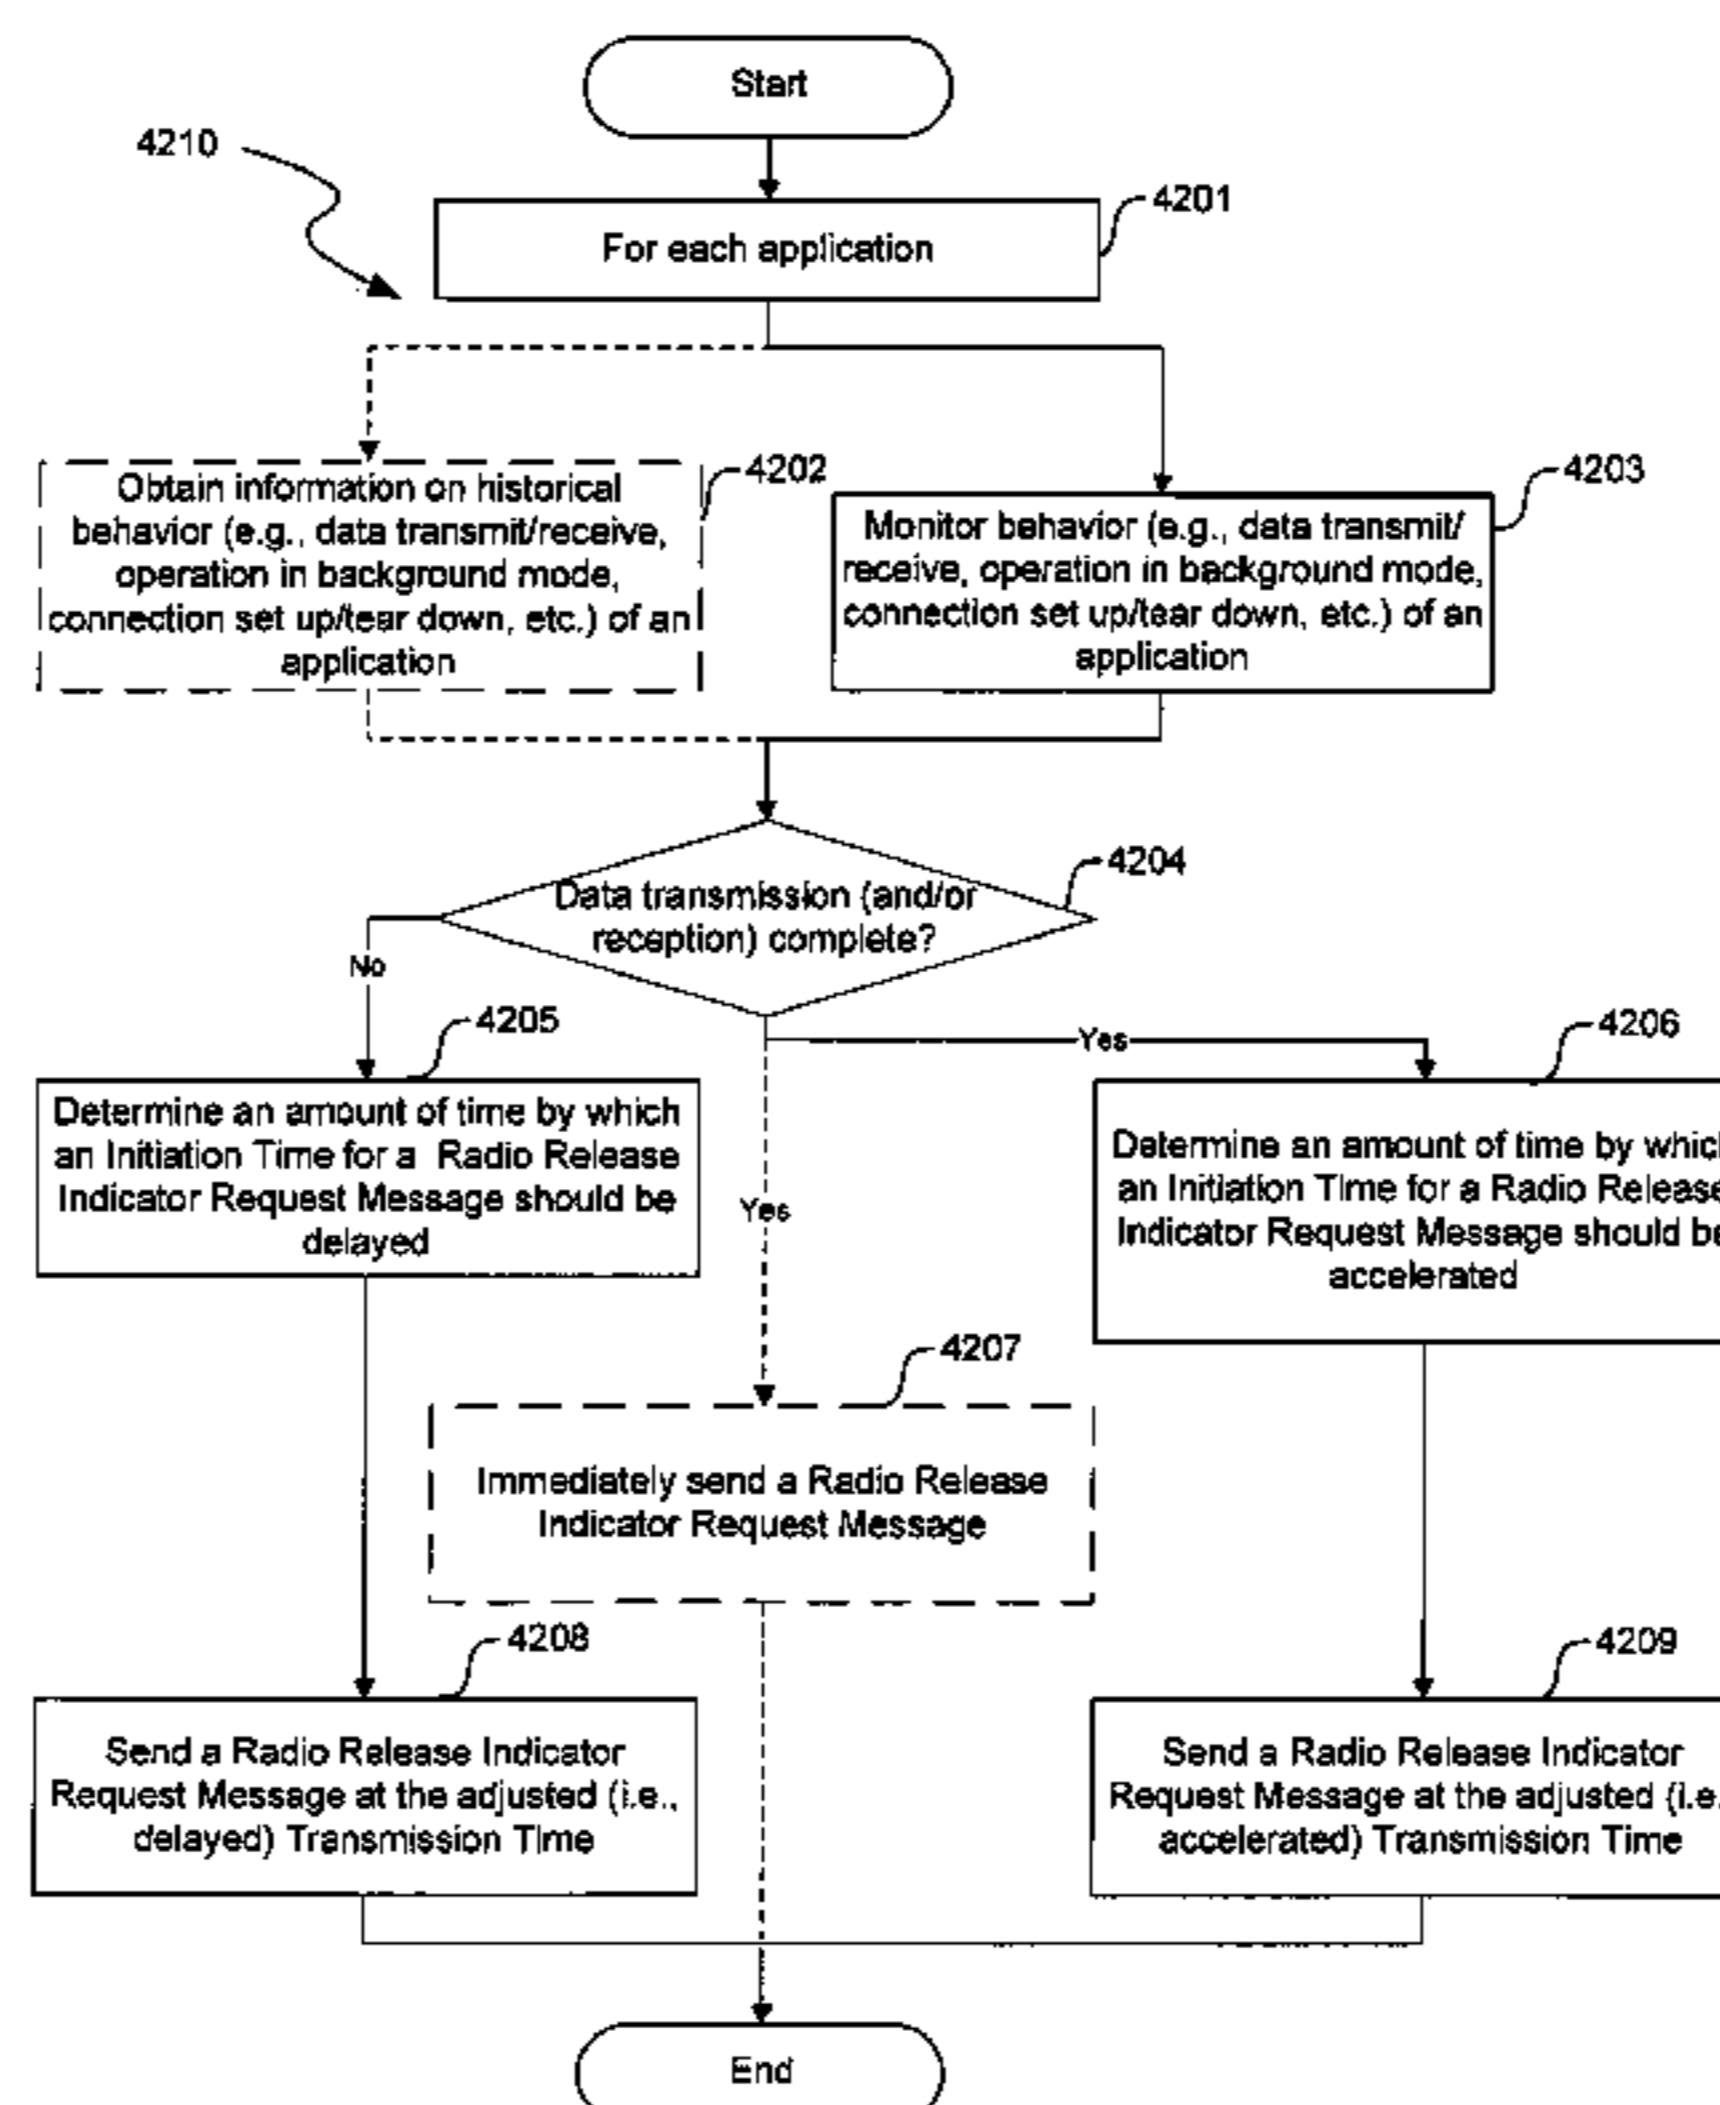 Start
4210
4201
For each application
4202
Obtain information on historical
behavior (e.g., data transmit/receive,
operation in background mode,
connection set up/tear down, etc.) of an
application
4203
Monitor behavior (e.g., data transmit/
receive, operation in background mode,
connection set up/tear down, etc.) of an
application
4204
Data transmission (and/or
reception) complete?
No
Yes
Yes
4205
Determine an amount of time by which
an Initiation Time for a Radio Release
Indicator Request Message should be
delayed
4206
Determine an amount of time by which
an Initiation Time for a Radio Release
Indicator Request Message should be
accelerated
4207
Immediately send a Radio Release
Indicator Request Message
4208
Send a Radio Release Indicator
Request Message at the adjusted (i.e.,
delayed) Transmission Time
4209
Send a Radio Release Indicator
Request Message at the adjusted (i.e.
accelerated) Transmission Time
End